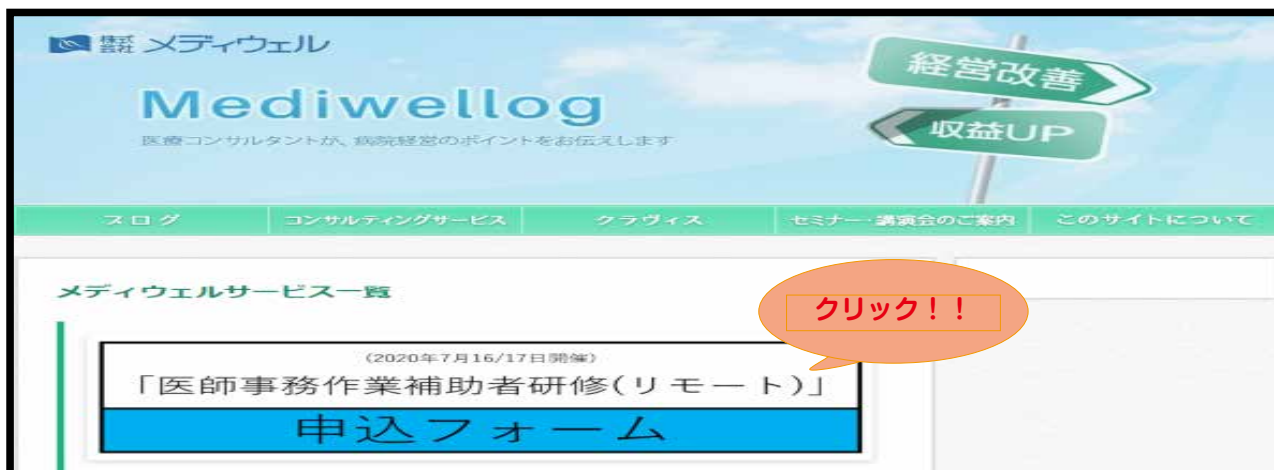 株式会社 メディウェル
Mediwellog
医療コンサルタントが、病院経営のポイントをお伝えします
経営改善
収益UP
ブログ コンサルティングサービス クラヴィス セミナー・講演会のご案内 このサイトについて
メディウェルサービス一覧
クリック！！
(2020年7月16/17日開催)
「医師事務作業補助者研修(リモート)」
申込フォーム